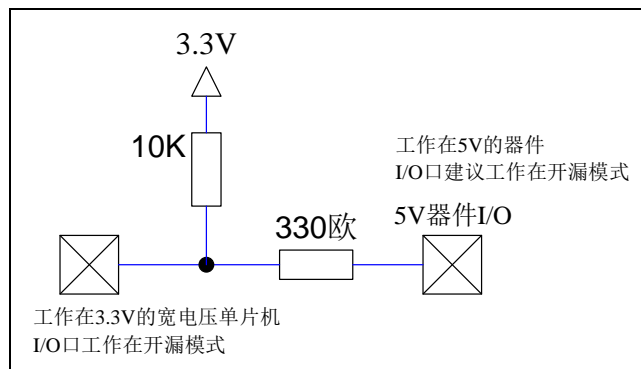 3.3V
10K
工作在5V的器件
I/O口建议工作在开漏模式
330欧
5V器件I/O
工作在3.3V的宽电压单片机
I/O口工作在开漏模式